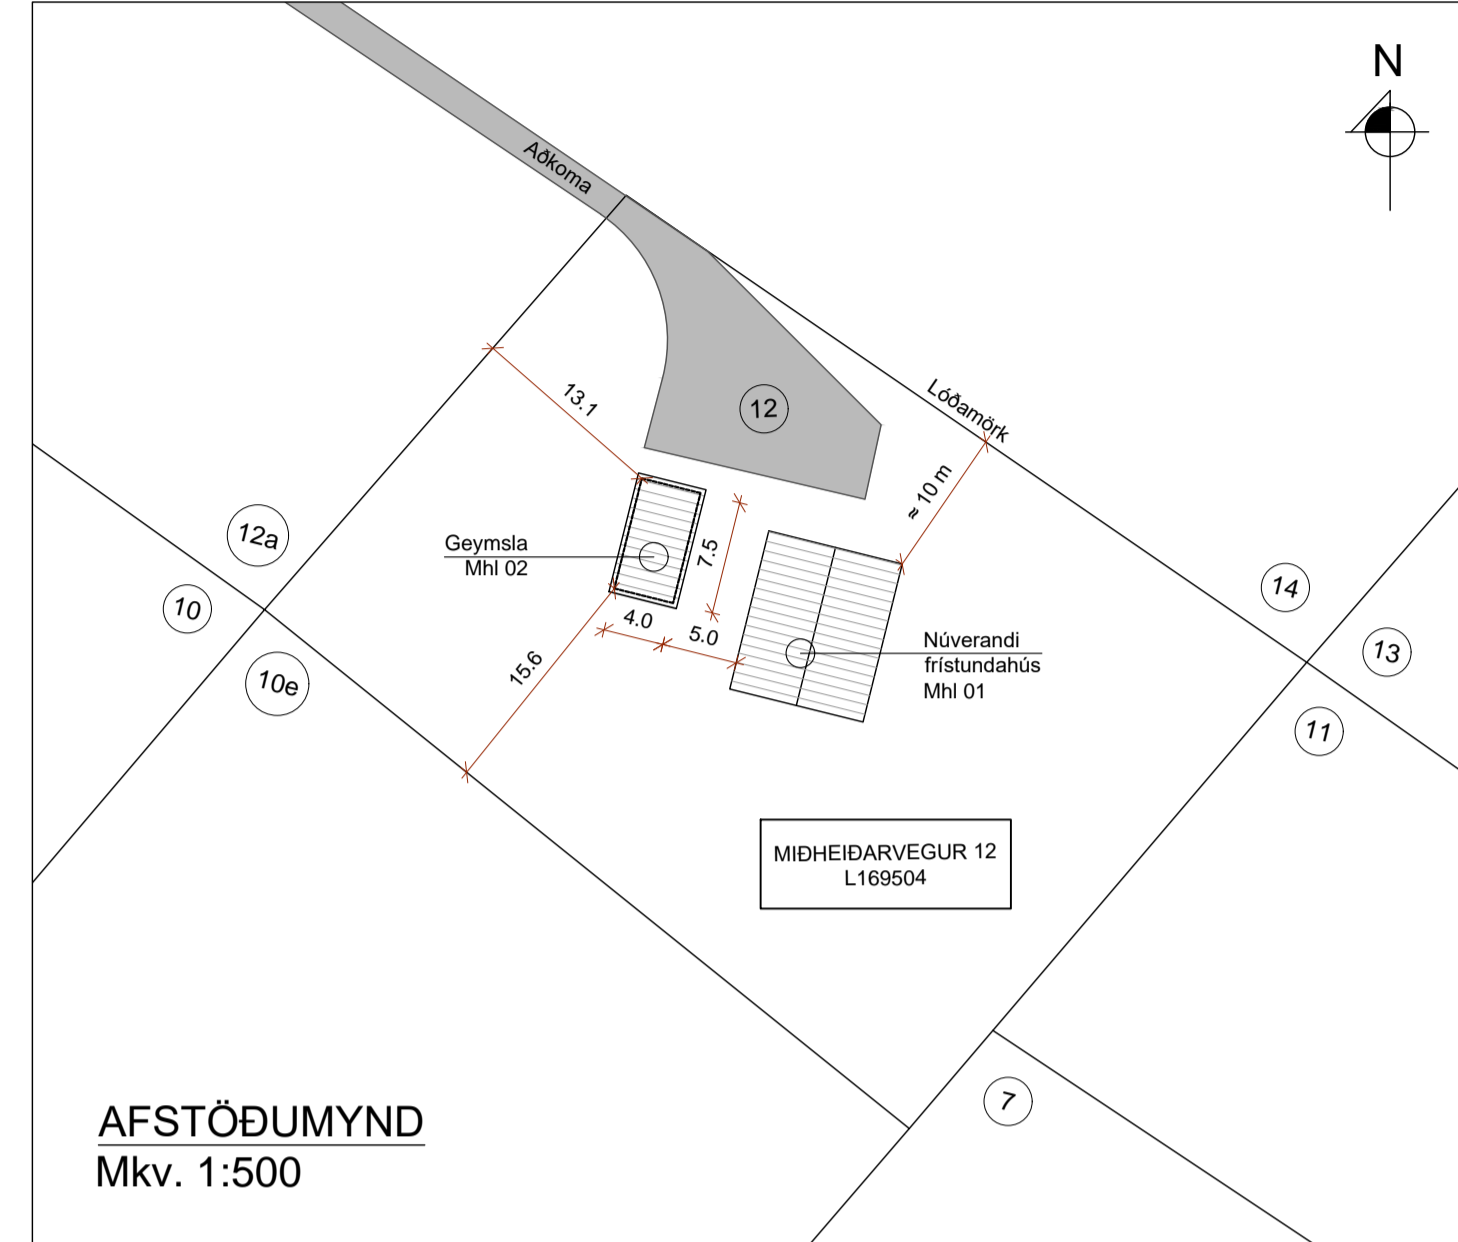 N
Aðkoma
13.1
12
Lóðamörk
≈ 10 m
12a
10
10e
Geymsla
Mhl 02
7.5
4.0
5.0
15.6
Núverandi
frístundahús
Mhl 01
14
13
11
MIÐHEIÐARVEGUR 12
L169504
7
AFSTÖÐUMYND
Mkv. 1:500